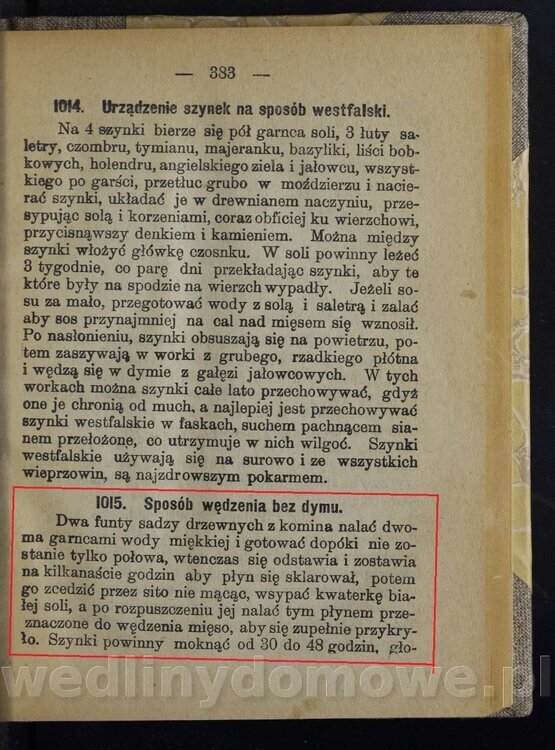 — 383 —
1014. Urządzenie szynek na sposób westfalski.
Na 4 szynki bierze się pół garnca soli, 3 łuty sa-
letry, czombru, tymianu, majeranku, bazyliki, liści bob-
kowych, holendru, angielskiego ziela i jałowcu, wszyst-
kiego po garści, przetłuc grubo w moździerzu i nacie-
rać szynki, układać je w drewnianem naczyniu, prze-
sypując solą i korzeniami, coraz obficiej ku wierzchowi,
przycisnąwszy denkiem i kamieniem. Można między
szynki włożyć główkę czosnku. W soli powinny leżeć
3 tygodnie, co parę dni przekładając szynki, aby te
które były na spodzie na wierzch wypadły. Jeżeli so-
su za mało, przegotować wody z solą i saletrą i zalać
aby sos przynajmniej na cal nad mięsem się wznosił.
Po nasłonieniu, szynki obsuszają się na powietrzu, po-
tem zaszywają w worki z grubego, rzadkiego płótna
i wędzą się w dymie z gałęzi jałowcowych. W tych
workach można szynki całe lato przechowywać, gdyż
one je chronią od much, a najlepiej jest przechowywać
szynki westfalskie w faskach, suchem pachnącem sia-
nem przełożone, co utrzymuje w nich wilgoć. Szynki
westfalskie używają się na surowo i ze wszystkich
wieprzowin, są najzdrowszym pokarmem.
1015. Sposób wędzenia bez dymu.
Dwa funty sadzy drzewnych z komina nalać dwo-
ma garncami wody miękkiej i gotować dopóki nie zo-
stanie tylko połowa, wtenczas się odstawia i zostawia
na kilkanaście godzin aby płyn się sklarował, potem
go zcedzić przez sito nie mącąc, wsypać kwaterkę bia-
łej soli, a po rozpuszczeniu jej nalać tym płynem prze-
znaczone do wędzenia mięso, aby się zupełnie przykry-
ło. Szynki powinny moknąć od 30 do 48 godzin, gło-
wedlinydomowe.pl